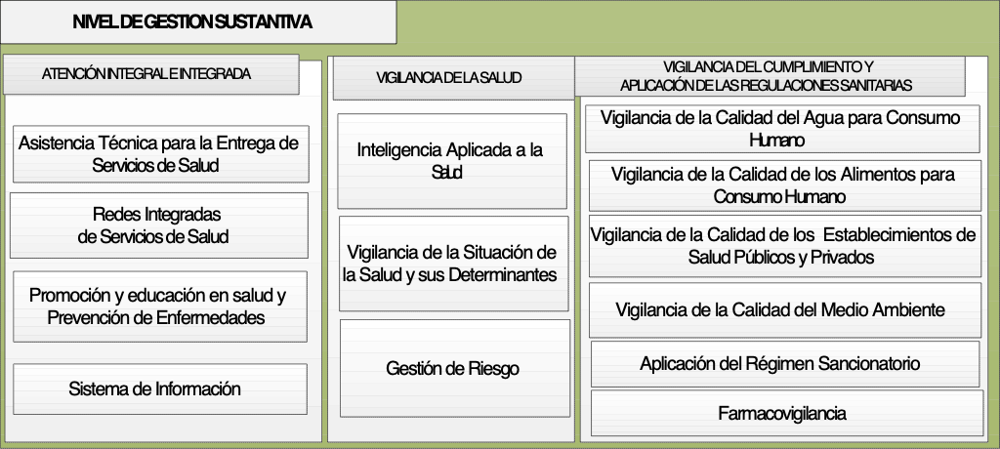 NIVEL DE GESTION SUSTANTIVA
ATENCIÓN INTEGRAL E INTEGRADA
Asistencia Técnica para la Entrega de
Servicios de Salud
Redes Integradas
de Servicios de Salud
Promoción y educación en salud y
Prevención de Enfermedades
Sistema de Información
VIGILANCIA DE LA SALUD
Inteligencia Aplicada a la
Salud
Vigilancia de la Situación de
la Salud y sus Determinantes
Gestión de Riesgo
VIGILANCIA DEL CUMPLIMIENTO Y
APLICACIÓN DE LAS REGULACIONES SANITARIAS
Vigilancia de la Calidad del Agua para Consumo
Humano
Vigilancia de la Calidad de los Alimentos para
Consumo Humano
Vigilancia de la Calidad de los Establecimientos de
Salud Públicos y Privados
Vigilancia de la Calidad del Medio Ambiente
Aplicación del Régimen Sancionatorio
Farmacovigilancia